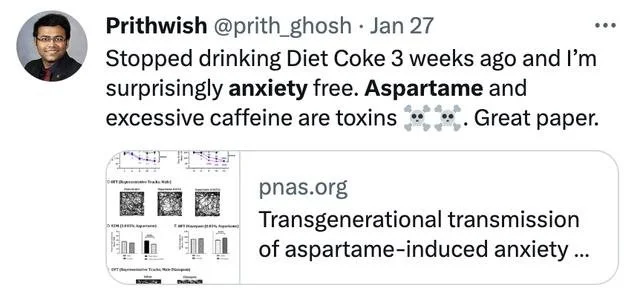 Prithwish @prith_ghosh · Jan 27
Stopped drinking Diet Coke 3 weeks ago and I'm
surprisingly anxiety free. Aspartame and
excessive caffeine are toxins ☠️☠️. Great paper.
pnas.org
Transgenerational transmission
of aspartame-induced anxiety ...